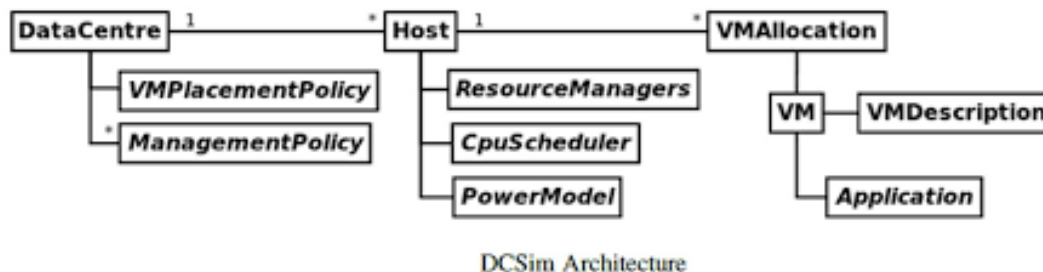 DataCentre 1 * Host 1 * VMAllocation
VMPlacementPolicy ResourceManagers
VM VMDescription
* ManagementPolicy CpuScheduler
PowerModel Application
DCSim Architecture